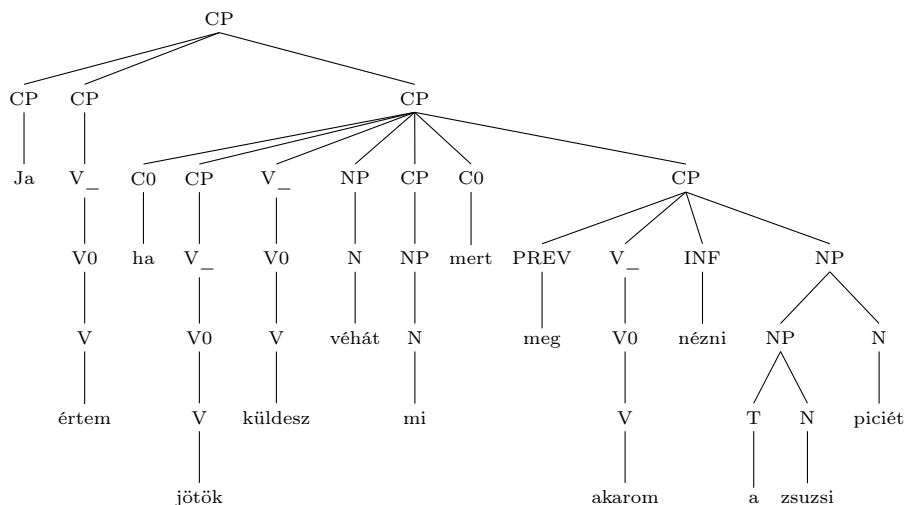 CP
CP CP CP
Ja V_ C0 CP V_ NP CP C0 CP
V0 ha V_ V0 N NP mert PREV V_ INF NP
V V0 V véhát N meg V0 nézni NP N
értem V küldesz mi V T N piciét
jötök akarom a zsuzsi